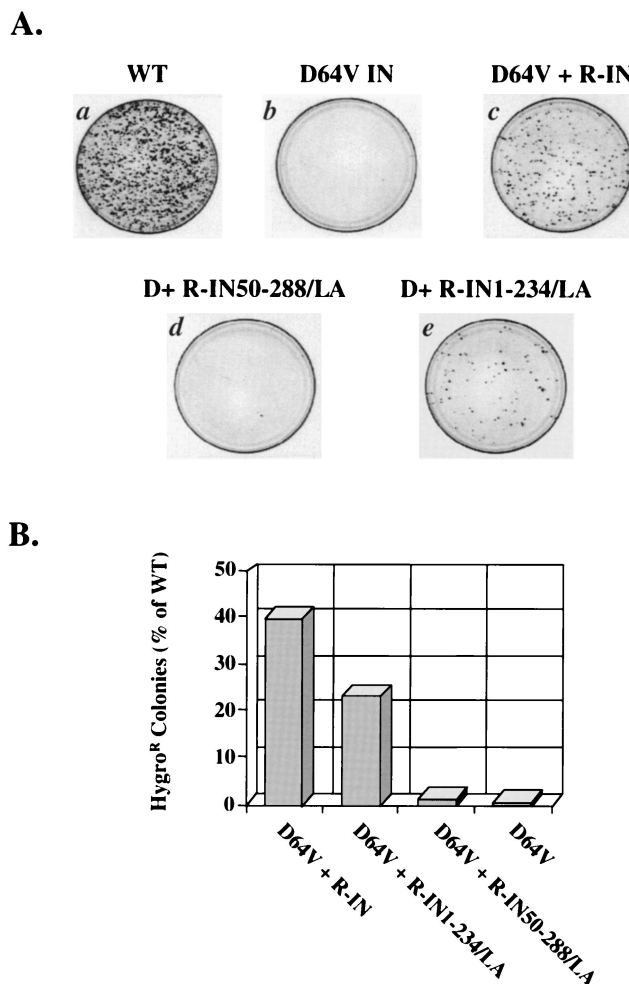 A.
WT D64V IN D64V + R-IN
a b c
D+ R-IN50-288/LA D+ R-IN1-234/LA
d e
B.
Hygro^R Colonies (% of WT)
50
40
30
20
10
0
D64V + R-IN
D64V + R-IN1-234/LA
D64V + R-IN50-288/LA
D64V